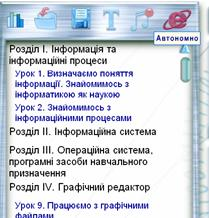 Автономно
Розділ І. Інформація та
інформаційні процеси
Урок 1. Визначаємо поняття
інформації. Знайомимось з
інформатикою як наукою
Урок 2. Знайомимось з
інформаційними процесами
Розділ ІІ. Інформаційна система
Розділ ІІІ. Операційна система,
програмні засоби навчального
призначення
Розділ IV. Графічний редактор
Урок 9. Працюємо з графічними
файлами